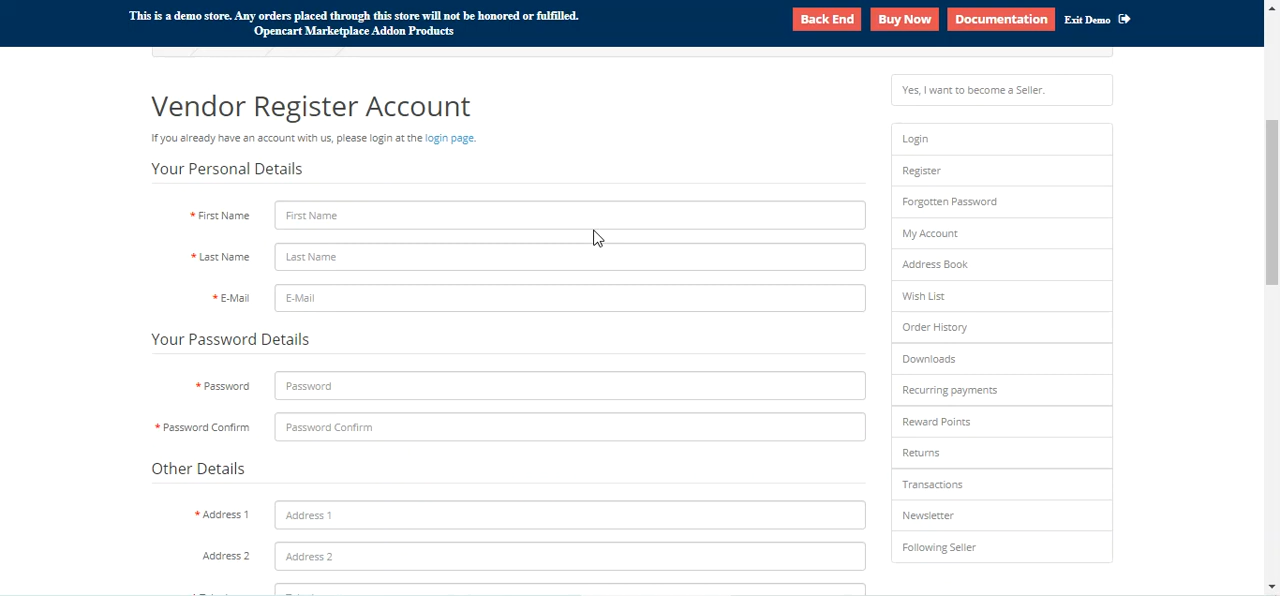 This is a demo store. Any orders placed through this store will not be honored or fulfilled.
Opencart Marketplace Addon Products
Back End
Buy Now
Documentation
Exit Demo
Vendor Register Account
If you already have an account with us, please login at the login page.
Your Personal Details
* First Name
First Name
* Last Name
Last Name
* E-Mail
E-Mail
Your Password Details
* Password
Password
* Password Confirm
Password Confirm
Other Details
* Address 1
Address 1
Address 2
Address 2
Yes, I want to become a Seller.
Login
Register
Forgotten Password
My Account
Address Book
Wish List
Order History
Downloads
Recurring payments
Reward Points
Returns
Transactions
Newsletter
Following Seller